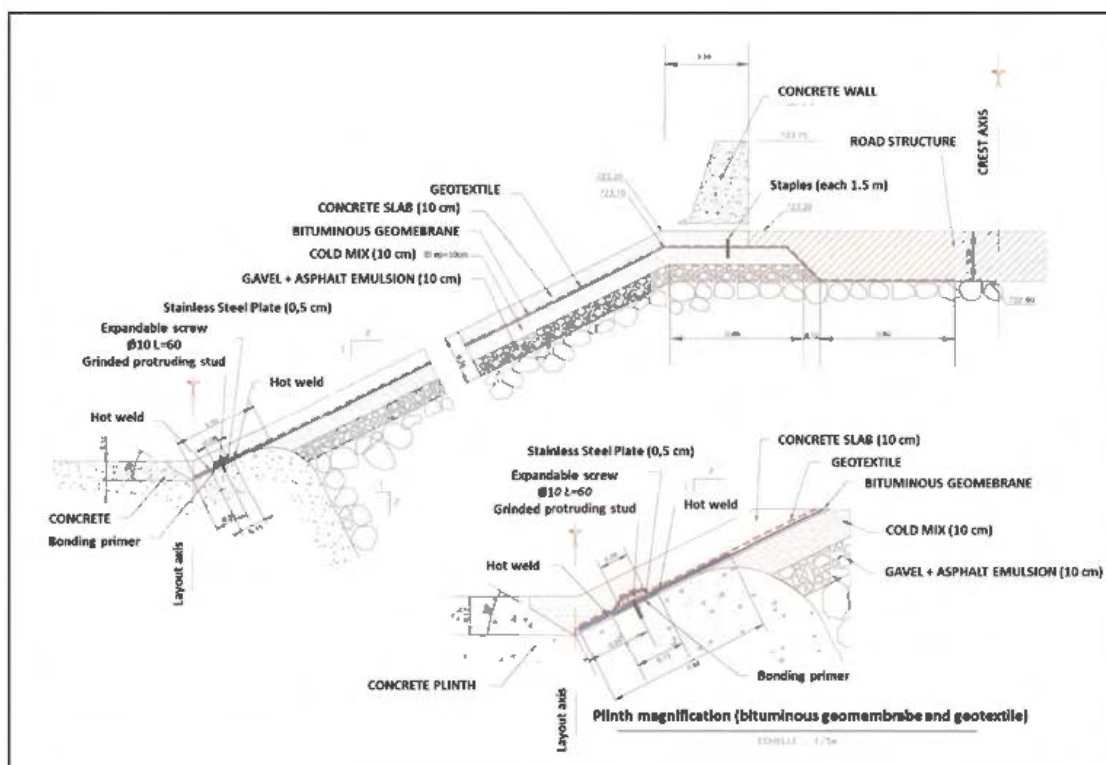 CONCRETE WALL
ROAD STRUCTURE
CREST AXIS
Staples (each 1.5 m)
GEOTEXTILE
CONCRETE SLAB (10 cm)
BITUMINOUS GEOMEBRANE
COLD MIX (10 cm)
GAVEL + ASPHALT EMULSION (10 cm)
Stainless Steel Plate (0,5 cm)
Expandable screw
Ø10 L=60
Grinded protruding stud
Hot weld
Hot weld
CONCRETE
Bonding primer
Layout axis
CONCRETE SLAB (10 cm)
GEOTEXTILE
BITUMINOUS GEOMEBRANE
COLD MIX (10 cm)
GAVEL + ASPHALT EMULSION (10 cm)
Stainless Steel Plate (0,5 cm)
Expandable screw
Ø10 L=60
Grinded protruding stud
Hot weld
Hot weld
CONCRETE PLINTH
Bonding primer
Layout axis
Plinth magnification (bituminous geomembrabe and geotextile)